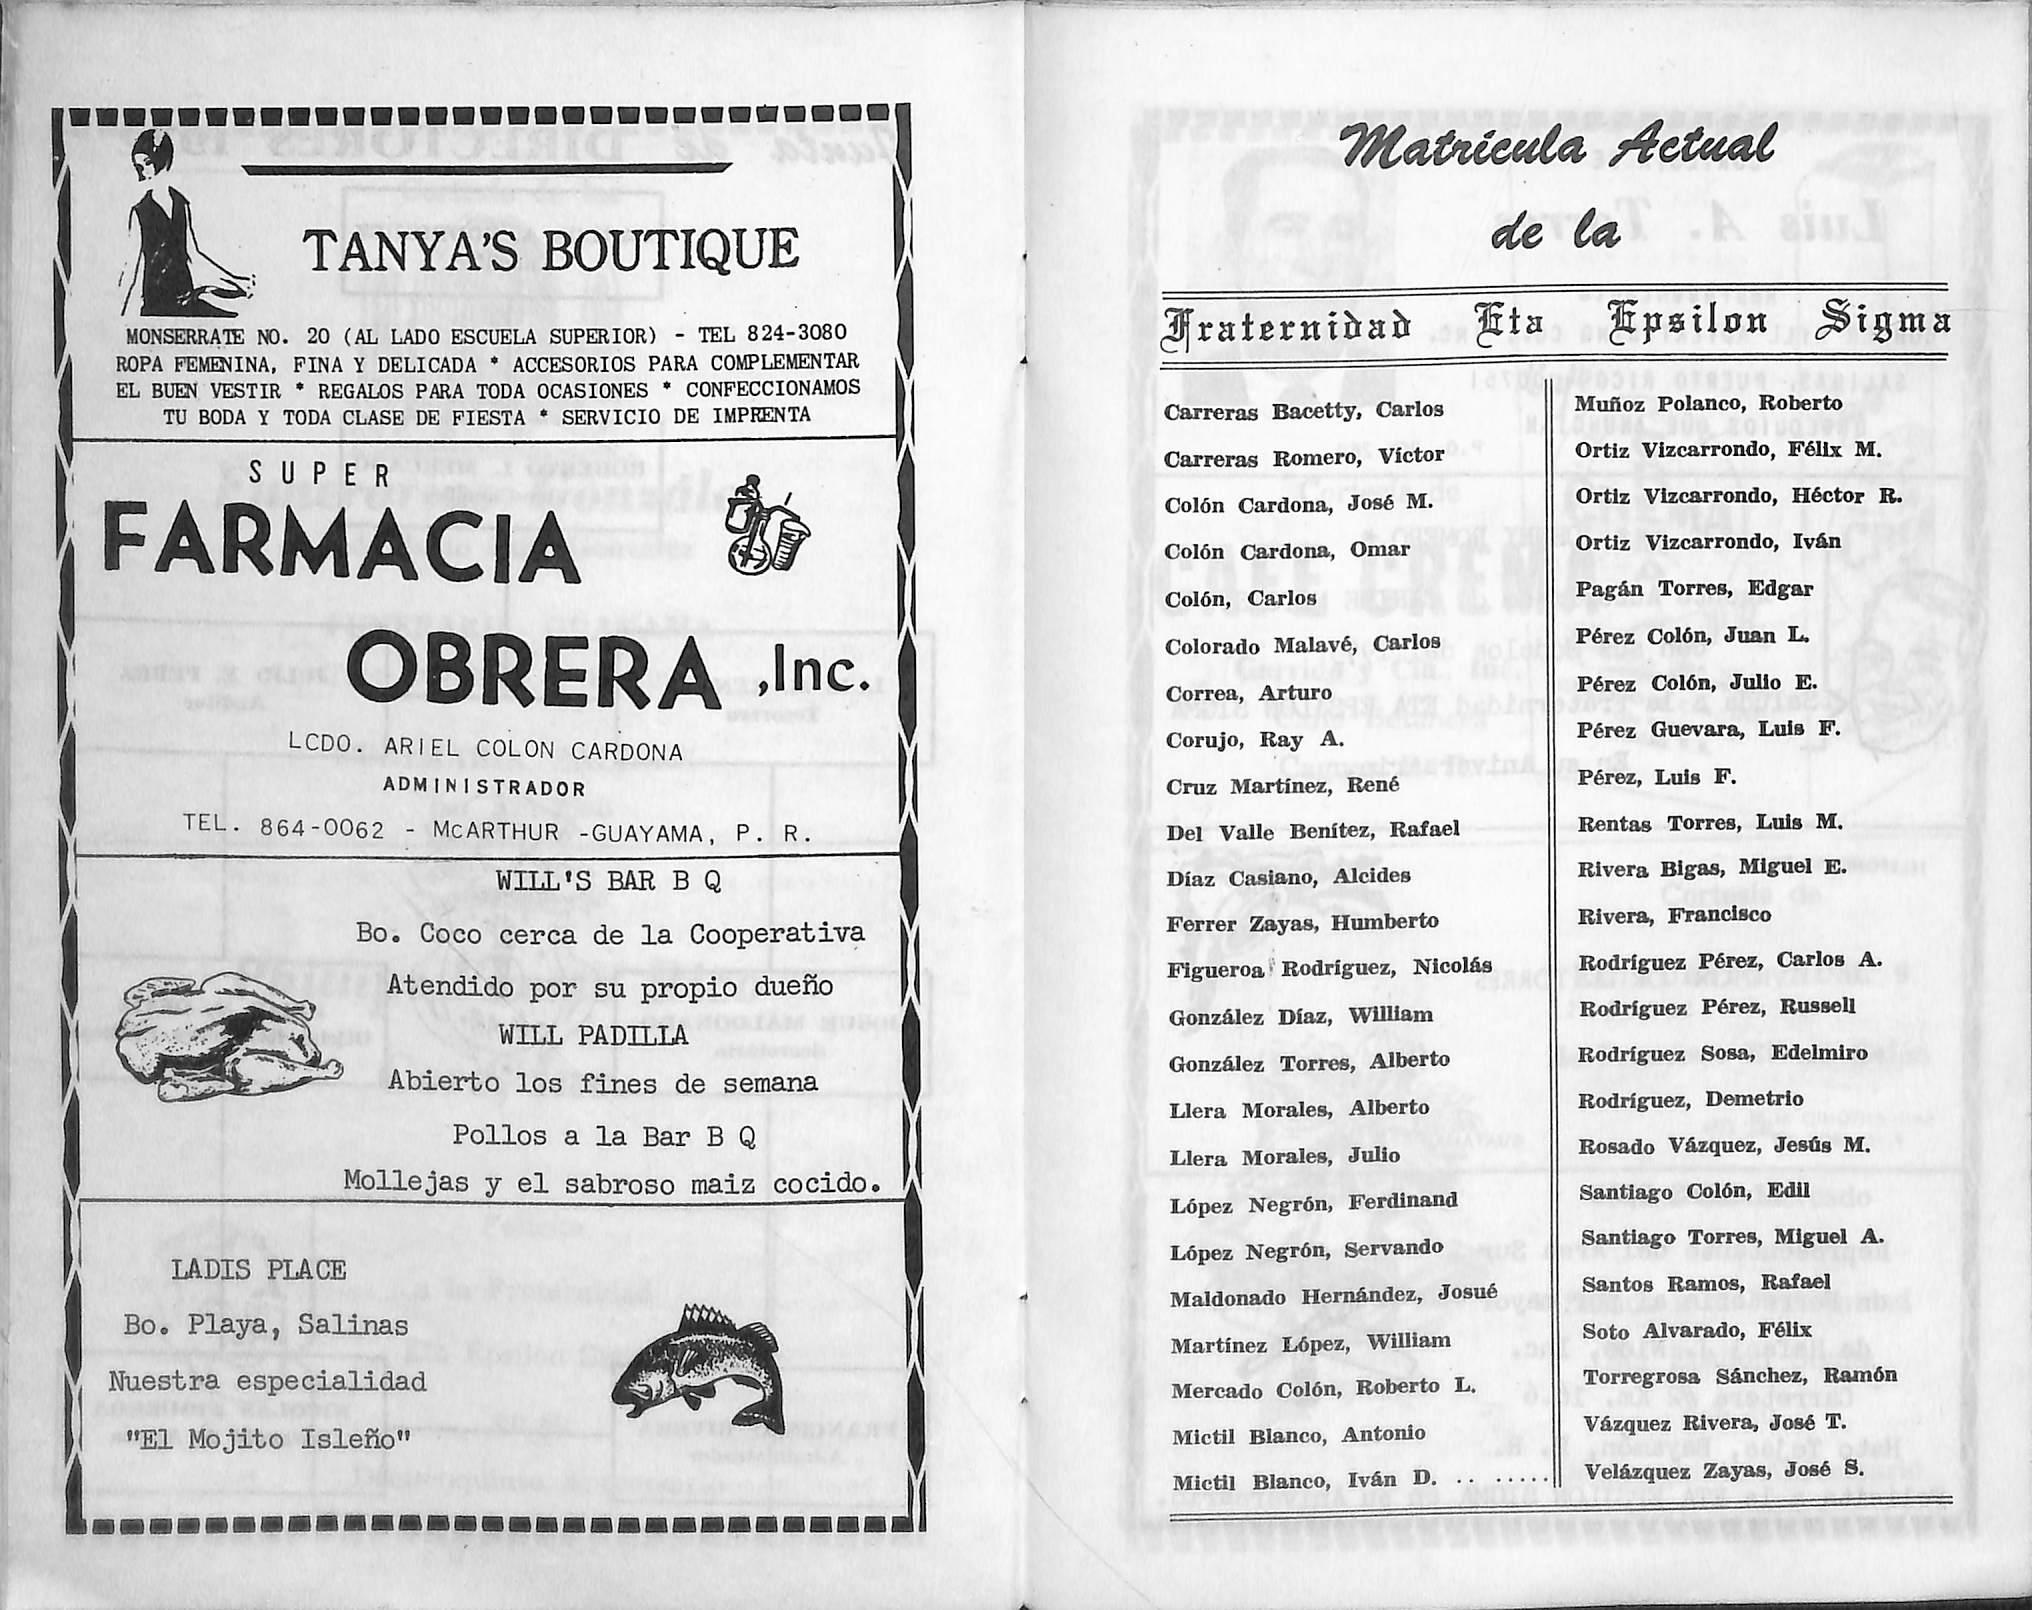 TANYA'S BOUTIQUE
MONSERRATE NO. 20 (AL LADO ESCUELA SUPERIOR) - TEL 824-3080
ROPA FEMENINA, FINA Y DELICADA * ACCESORIOS PARA COMPLEMENTAR
EL BUEN VESTIR * REGALOS PARA TODA OCASIONES * CONFECCIONAMOS
TU BODA Y TODA CLASE DE FIESTA * SERVICIO DE IMPRENTA
SUPER
FARMACIA
OBRERA, Inc.
LCDO. ARIEL COLON CARDONA
ADMINISTRADOR
TEL. 864-0062 - McARTHUR -GUAYAMA, P. R.
WILL'S BAR B Q
Bo. Coco cerca de la Cooperativa
Atendido por su propio dueño
WILL PADILLA
Abierto los fines de semana
Pollos a la Bar B Q
Mollejas y el sabroso maiz cocido.
LADIS PLACE
Bo. Playa, Salinas
Nuestra especialidad
"El Mojito Isleño"
Matrícula Actual
de la
Fraternidad Eta Epsilon Sigma
Carreras Bacetty, Carlos
Carreras Romero, Víctor
Colón Cardona, José M.
Colón Cardona, Omar
Colón, Carlos
Colorado Malavé, Carlos
Correa, Arturo
Corujo, Ray A.
Cruz Martínez, René
Del Valle Benítez, Rafael
Díaz Casiano, Alcides
Ferrer Zayas, Humberto
Figueroa Rodríguez, Nicolás
González Díaz, William
González Torres, Alberto
Llera Morales, Alberto
Llera Morales, Julio
López Negrón, Ferdinand
López Negrón, Servando
Maldonado Hernández, Josué
Martínez López, William
Mercado Colón, Roberto L.
Mictil Blanco, Antonio
Mictil Blanco, Iván D. .. .....
Muñoz Polanco, Roberto
Ortiz Vizcarrondo, Félix M.
Ortiz Vizcarrondo, Héctor R.
Ortiz Vizcarrondo, Iván
Pagán Torres, Edgar
Pérez Colón, Juan L.
Pérez Colón, Julio E.
Pérez Guevara, Luis F.
Pérez, Luis F.
Rentas Torres, Luis M.
Rivera Bigas, Miguel E.
Rivera, Francisco
Rodríguez Pérez, Carlos A.
Rodríguez Pérez, Russell
Rodríguez Sosa, Edelmiro
Rodríguez, Demetrio
Rosado Vázquez, Jesús M.
Santiago Colón, Edil
Santiago Torres, Miguel A.
Santos Ramos, Rafael
Soto Alvarado, Félix
Torregrosa Sánchez, Ramón
Vázquez Rivera, José T.
Velázquez Zayas, José S.